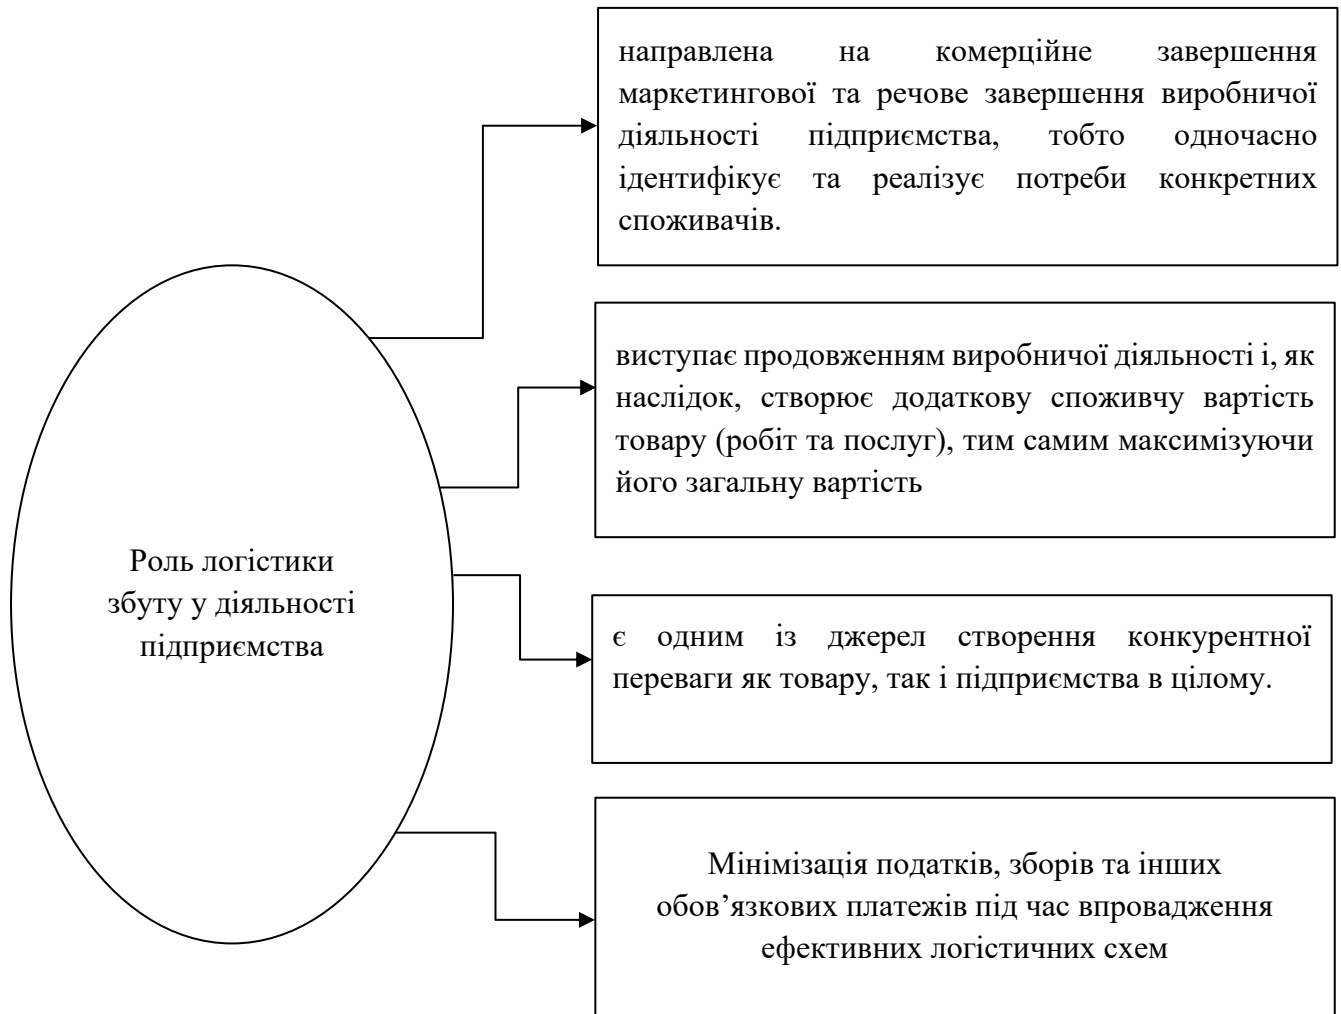 направлена на комерційне завершення
маркетингової та речове завершення виробничої
діяльності підприємства, тобто одночасно
ідентифікує та реалізує потреби конкретних
споживачів.
виступає продовженням виробничої діяльності і, як
наслідок, створює додаткову споживчу вартість
товару (робіт та послуг), тим самим максимізуючи
його загальну вартість
Роль логістики
збуту у діяльності
підприємства
є одним із джерел створення конкурентної
переваги як товару, так і підприємства в цілому.
Мінімізація податків, зборів та інших
обов’язкових платежів під час впровадження
ефективних логістичних схем